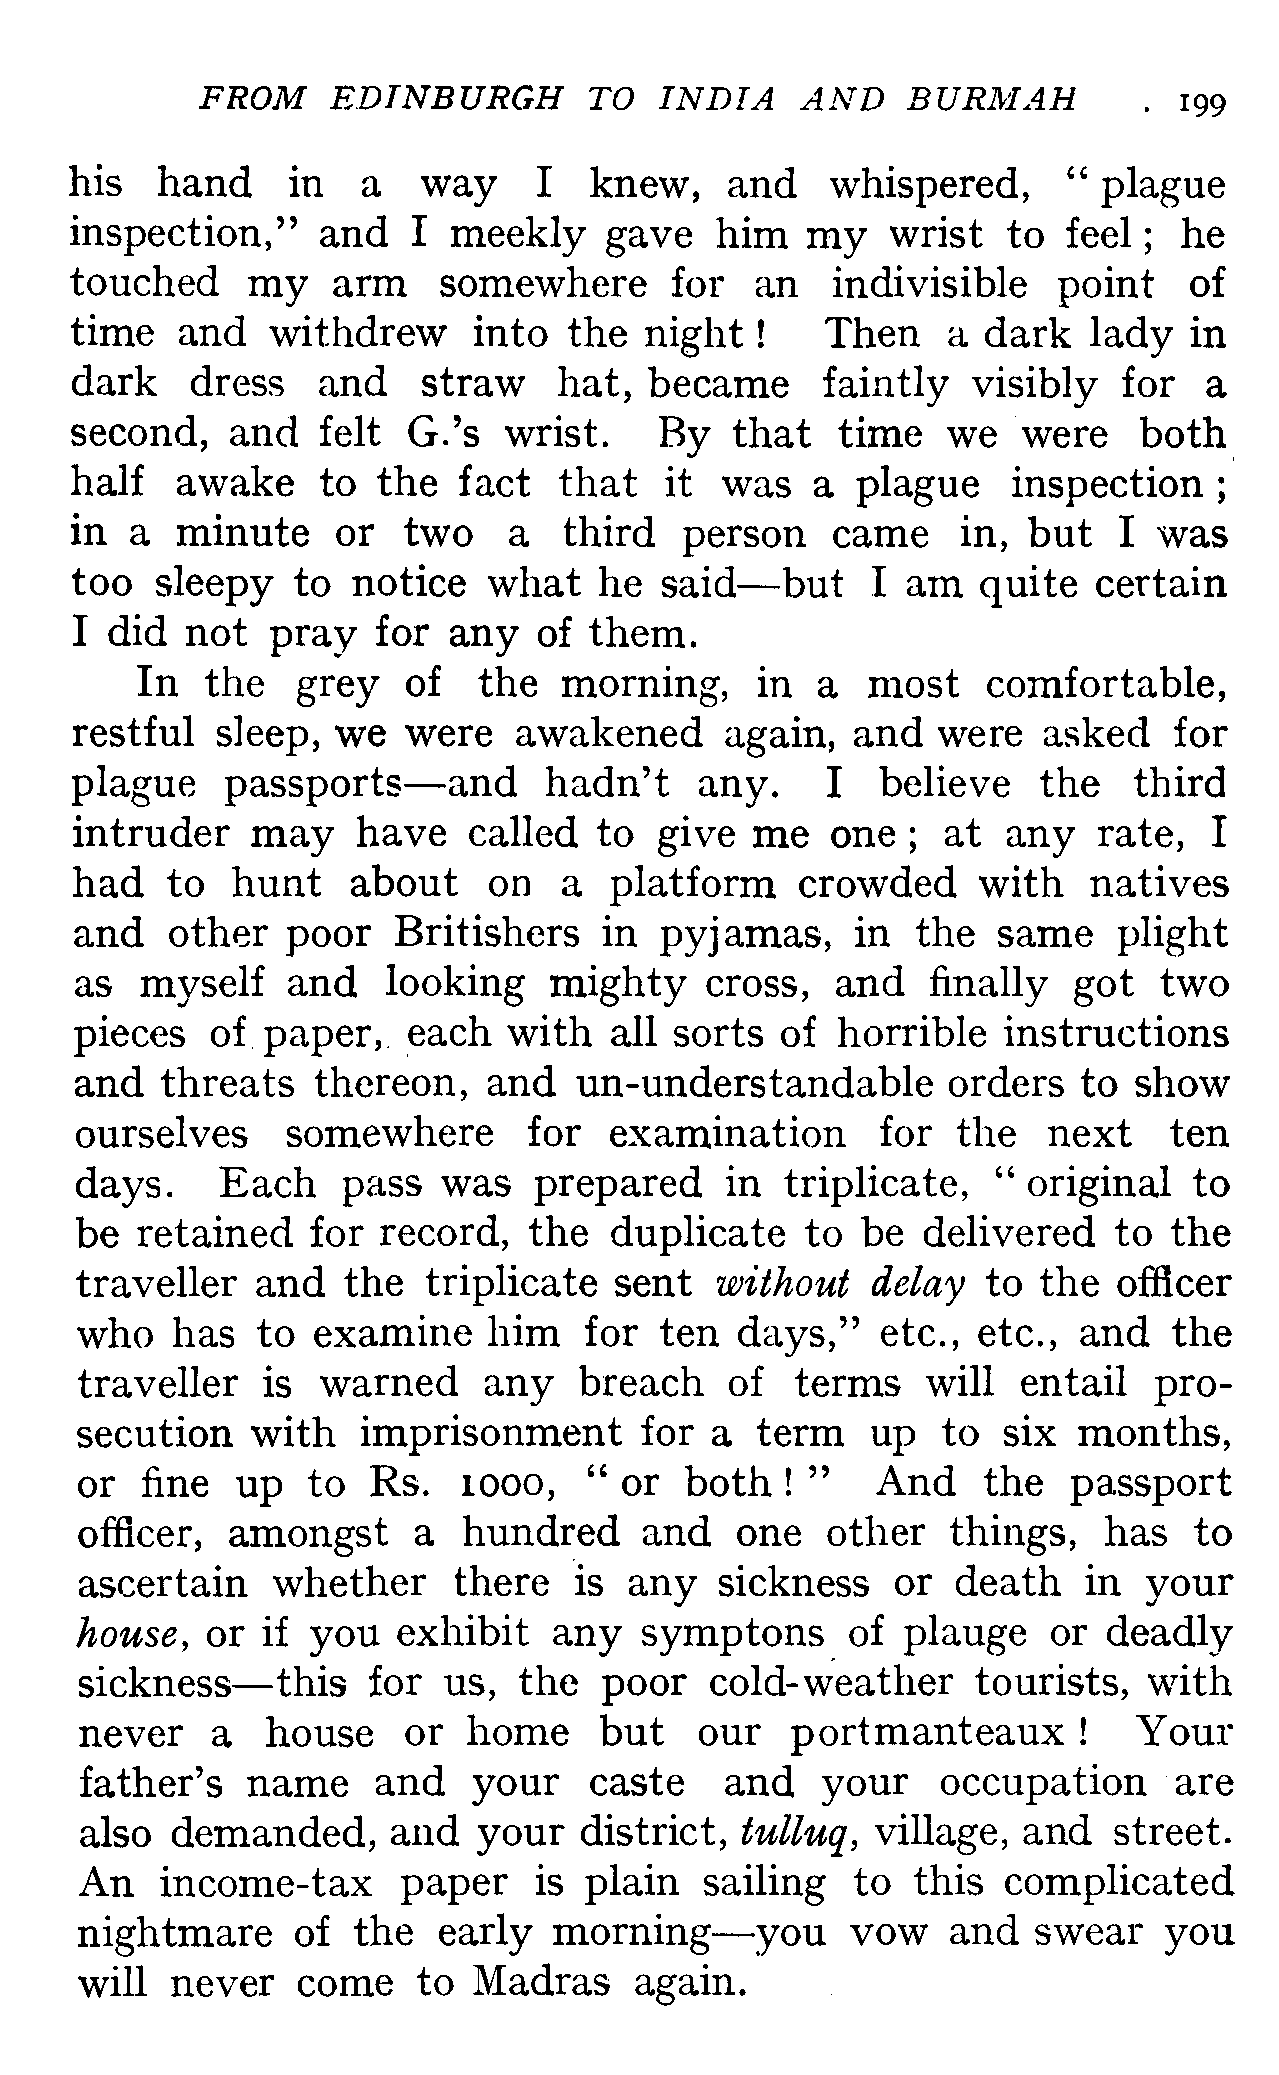 FROM EDINBURGH TO INDIA AND BURMAH . 199
his hand in a way I knew, and whispered, “ plague
inspection,” and I meekly gave him my wrist to feel ; he
touched my arm somewhere for an indivisible point of
time and withdrew into the night ! Then a dark lady in
dark dress and straw hat, became faintly visibly for a
second, and felt G.’s wrist. By that time we were both
half awake to the fact that it was a plague inspection ;
in a minute or two a third person came in, but I was
too sleepy to notice what he said—but I am quite certain
I did not pray for any of them.
In the grey of the morning, in a most comfortable,
restful sleep, we were awakened again, and were asked for
plague passports—and hadn’t any. I believe the third
intruder may have called to give me one ; at any rate, I
had to hunt about on a platform crowded with natives
and other poor Britishers in pyjamas, in the same plight
as myself and looking mighty cross, and finally got two
pieces of paper, each with all sorts of horrible instructions
and threats thereon, and un-understandable orders to show
ourselves somewhere for examination for the next ten
days. Each pass was prepared in triplicate, “ original to
be retained for record, the duplicate to be delivered to the
traveller and the triplicate sent without delay to the officer
who has to examine him for ten days,” etc., etc., and the
traveller is warned any breach of terms will entail pro-
secution with imprisonment for a term up to six months,
or fine up to Rs. 1000, “ or both ! ” And the passport
officer, amongst a hundred and one other things, has to
ascertain whether there is any sickness or death in your
house, or if you exhibit any symptons of plauge or deadly
sickness—this for us, the poor cold-weather tourists, with
never a house or home but our portmanteaux ! Your
father’s name and your caste and your occupation are
also demanded, and your district, tulluq, village, and street.
An income-tax paper is plain sailing to this complicated
nightmare of the early morning—you vow and swear you
will never come to Madras again.